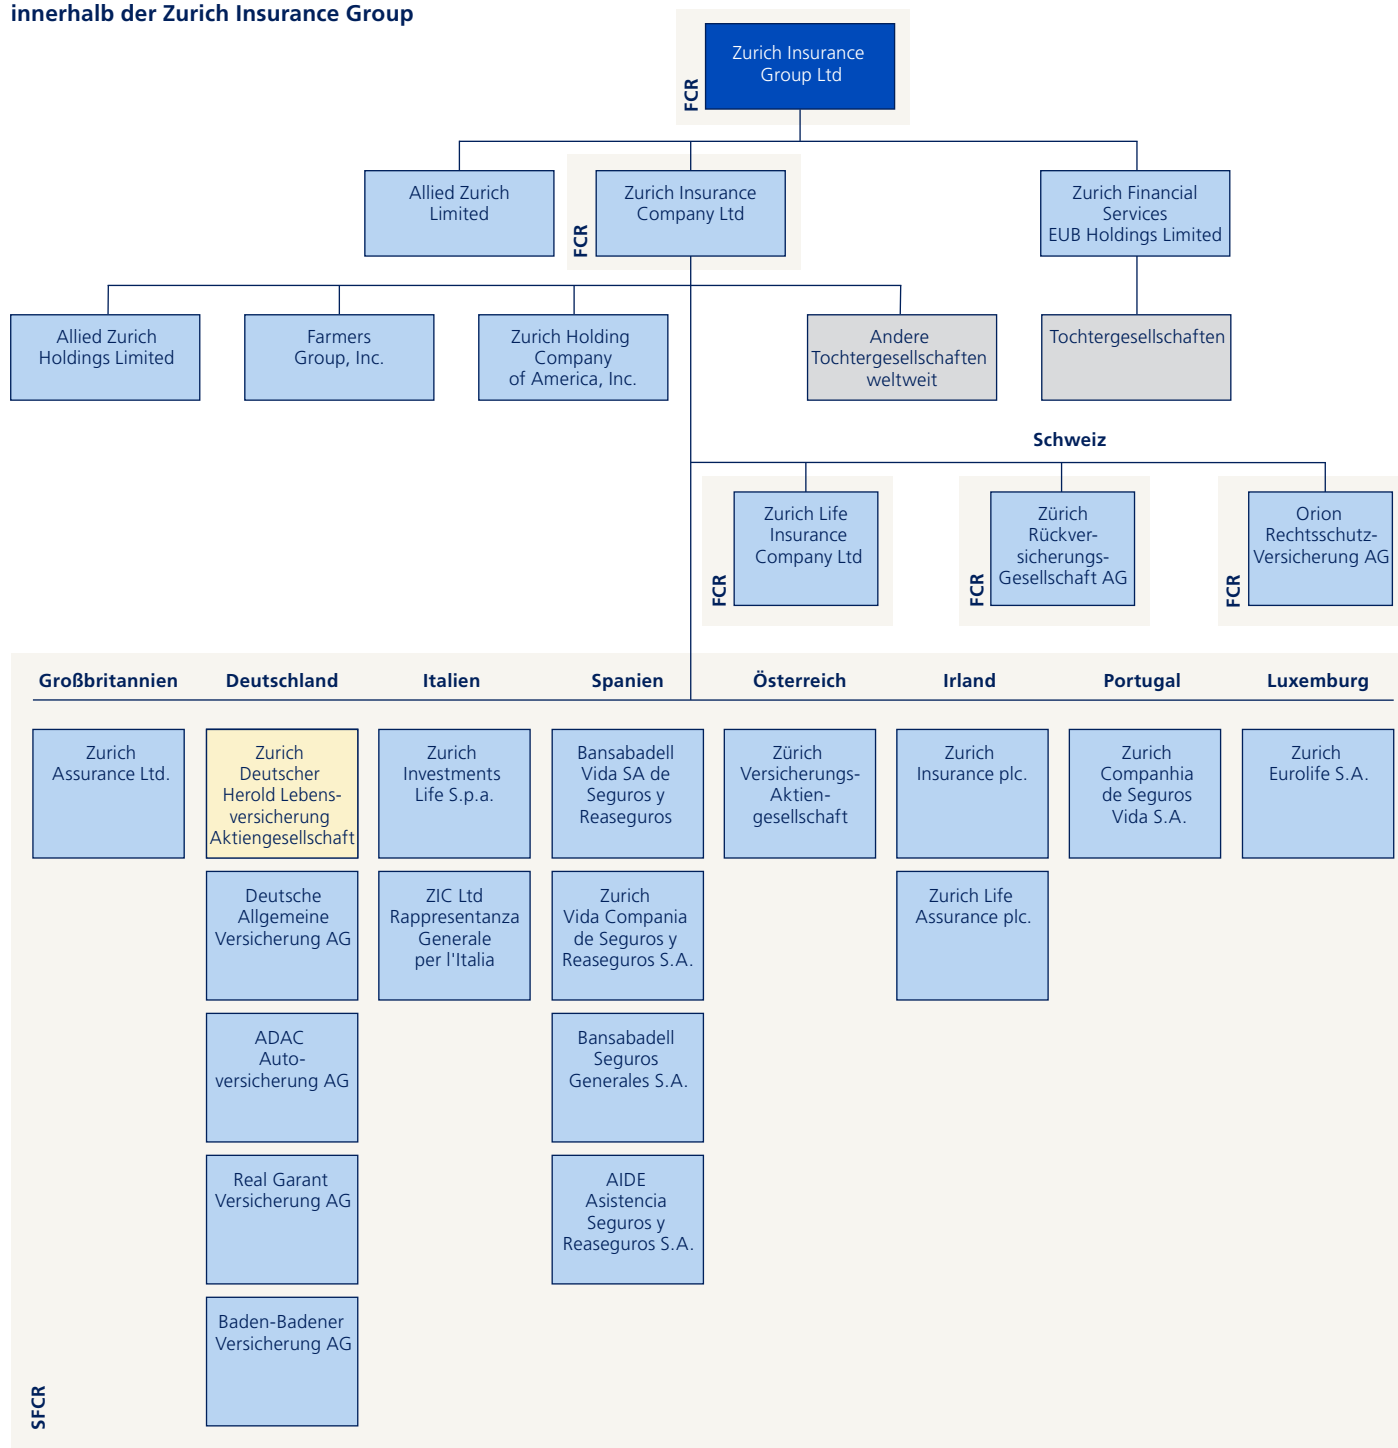 innerhalb der Zurich Insurance Group
FCR
Zurich Insurance
Group Ltd
Allied Zurich
Limited
FCR
Zurich Insurance
Company Ltd
Zurich Financial
Services
EUB Holdings Limited
Allied Zurich
Holdings Limited
Farmers
Group, Inc.
Zurich Holding
Company
of America, Inc.
Andere
Tochtergesellschaften
weltweit
Tochtergesellschaften
Schweiz
FCR
Zurich Life
Insurance
Company Ltd
FCR
Zürich
Rückver-
sicherungs-
Gesellschaft AG
FCR
Orion
Rechtsschutz-
Versicherung AG
Großbritannien
Deutschland
Italien
Spanien
Österreich
Irland
Portugal
Luxemburg
Zurich
Assurance Ltd.
Zurich
Deutscher
Herold Lebens-
versicherung
Aktiengesellschaft
Zurich
Investments
Life S.p.a.
Bansabadell
Vida SA de
Seguros y
Reaseguros
Zürich
Versicherungs-
Aktien-
gesellschaft
Zurich
Insurance plc.
Zurich
Companhia
de Seguros
Vida S.A.
Zurich
Eurolife S.A.
Deutsche
Allgemeine
Versicherung AG
ZIC Ltd
Rappresentanza
Generale
per l'Italia
Zurich
Vida Compania
de Seguros y
Reaseguros S.A.
Zurich Life
Assurance plc.
ADAC
Auto-
versicherung AG
Bansabadell
Seguros
Generales S.A.
Real Garant
Versicherung AG
AIDE
Asistencia
Seguros y
Reaseguros S.A.
Baden-Badener
Versicherung AG
SFCR